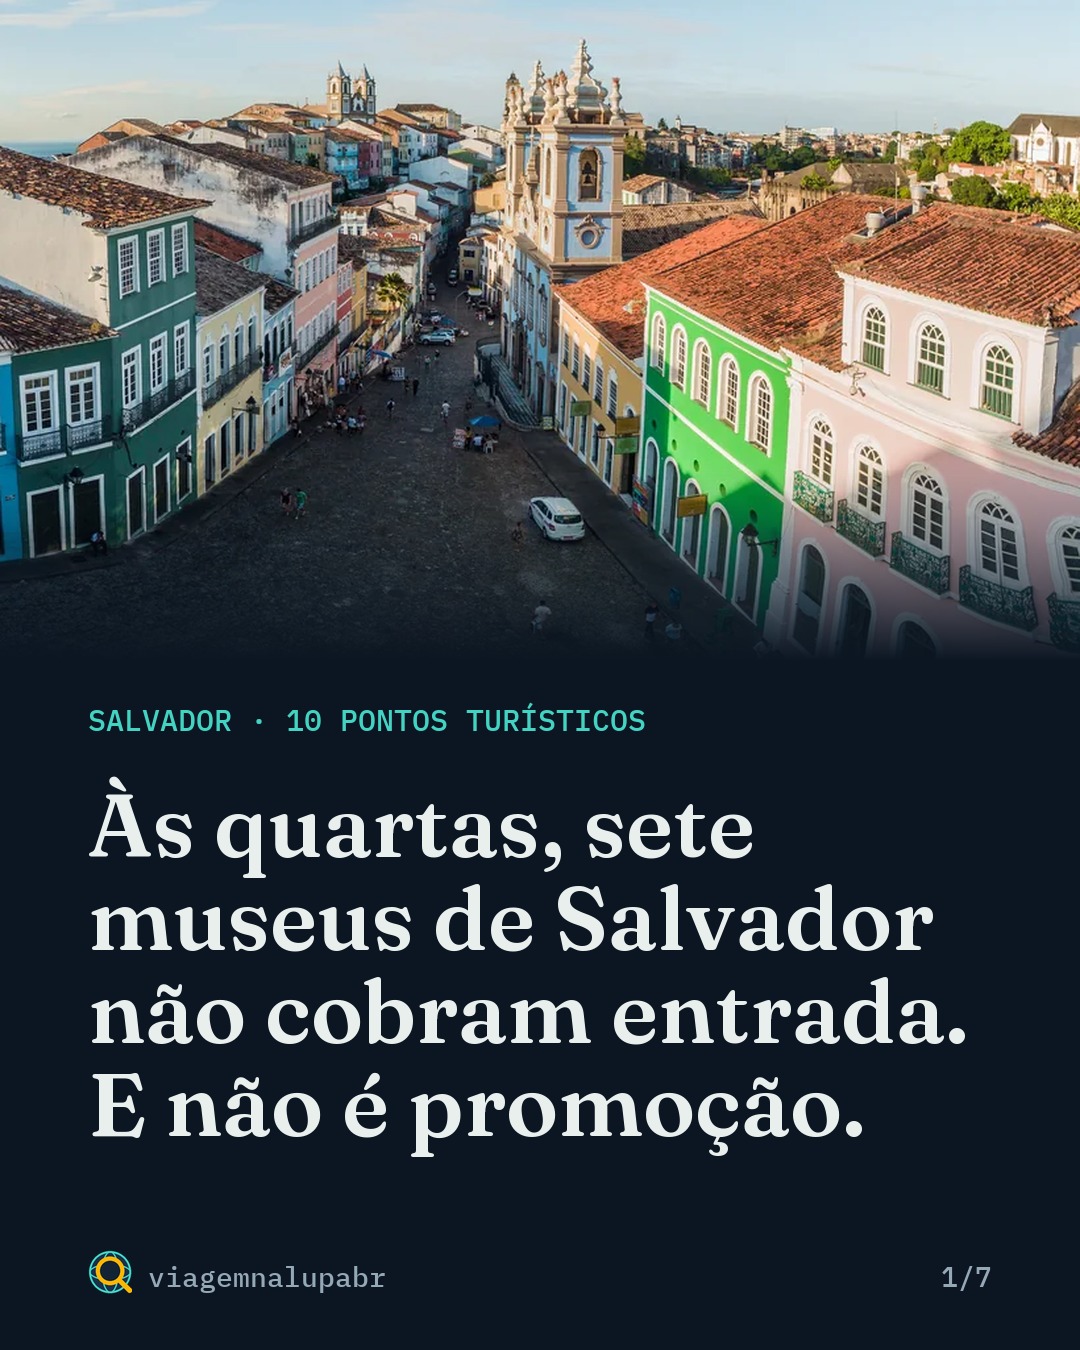 SALVADOR · 10 PONTOS TURÍSTICOS
Às quartas, sete
museus de Salvador
não cobram entrada.
E não é promoção.
viagemnalupabr
1/7